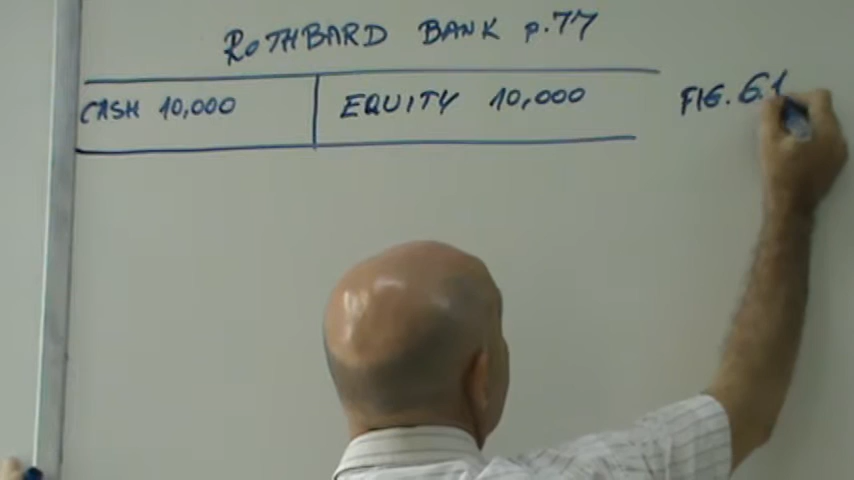 ROTHBARD BANK p.77
CASH 10,000 EQUITY 10,000 FIG. 6.1